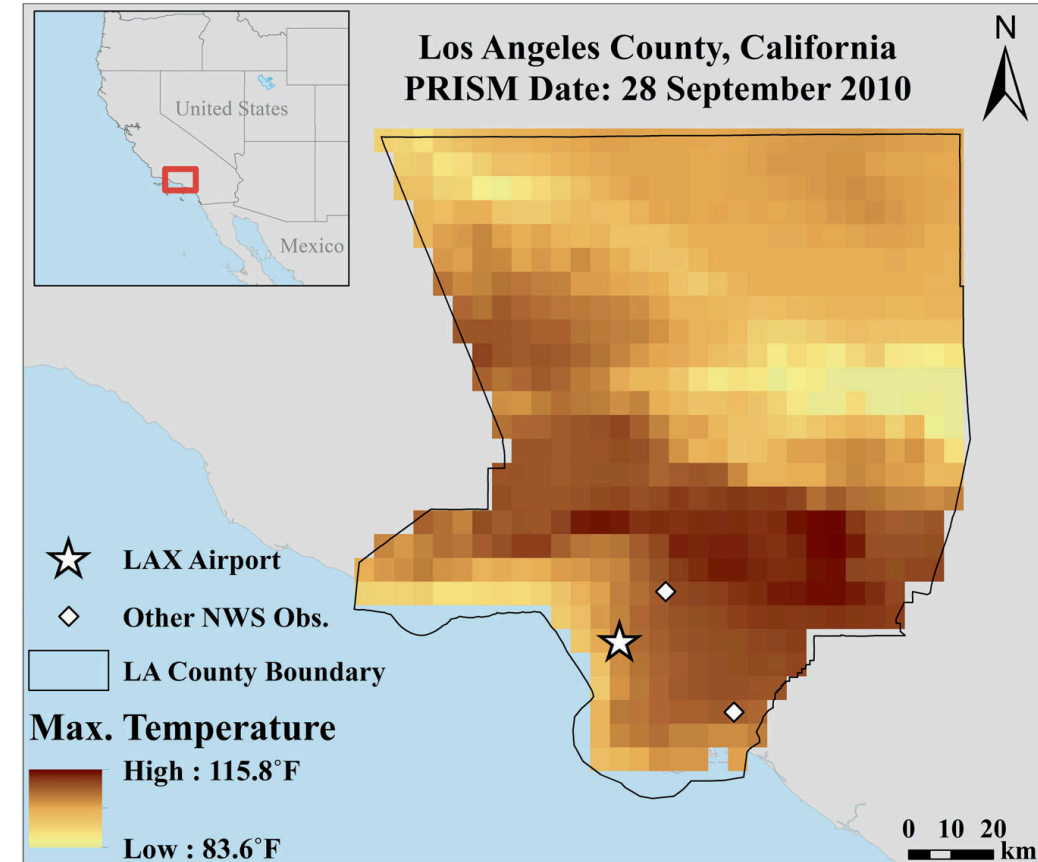 Los Angeles County, California
PRISM Date: 28 September 2010
N
United States
Mexico
LAX Airport
Other NWS Obs.
LA County Boundary
Max. Temperature
High : 115.8°F
Low : 83.6°F
0 10 20
km